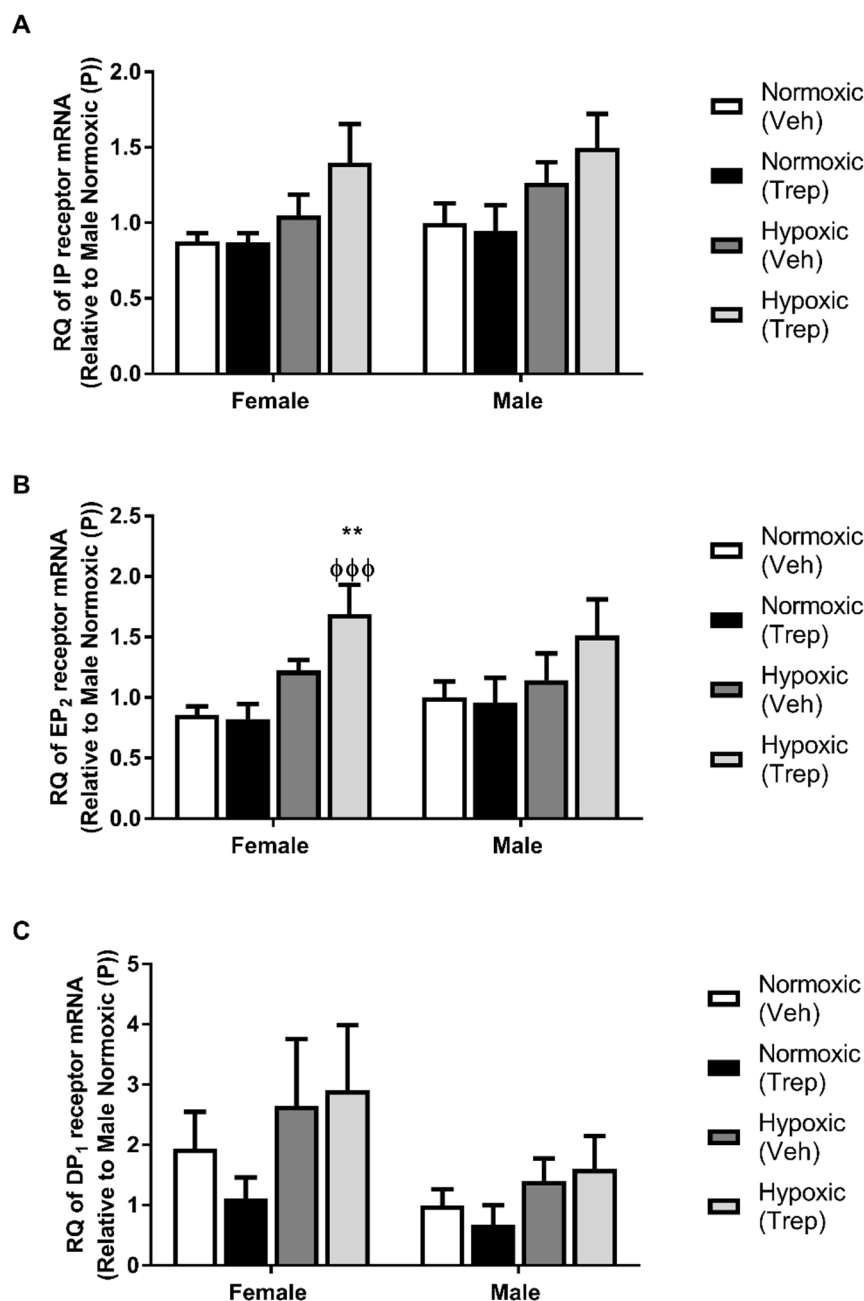 A
RQ of IP receptor mRNA
(Relative to Male Normoxic (P))
2.0
1.5
1.0
0.5
0.0
Female
Male
Normoxic
(Veh)
Normoxic
(Trep)
Hypoxic
(Veh)
Hypoxic
(Trep)
B
RQ of EP₂ receptor mRNA
(Relative to Male Normoxic (P))
2.5
2.0
1.5
1.0
0.5
0.0
**
ϕϕϕ
Female
Male
Normoxic
(Veh)
Normoxic
(Trep)
Hypoxic
(Veh)
Hypoxic
(Trep)
C
RQ of DP₁ receptor mRNA
(Relative to Male Normoxic (P))
5
4
3
2
1
0
Female
Male
Normoxic
(Veh)
Normoxic
(Trep)
Hypoxic
(Veh)
Hypoxic
(Trep)